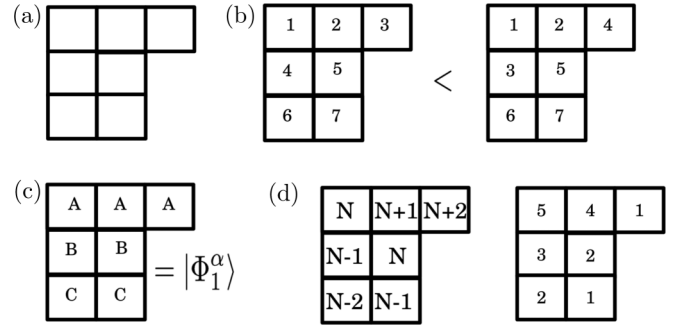 (a)
(b)
1 2 3
4 5
6 7
<
1 2 4
3 5
6 7
(c)
A A A
B B
C C
= |Φ₁^α⟩
(d)
N N+1 N+2
N-1 N
N-2 N-1
5 4 1
3 2
2 1